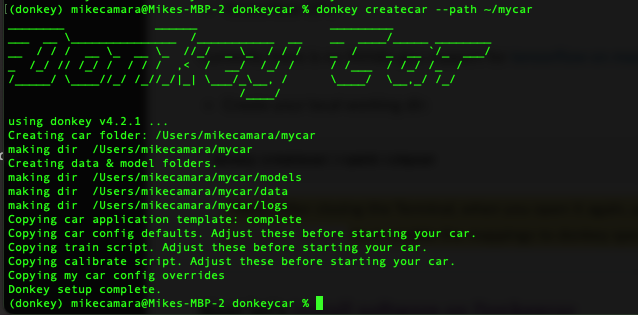 (donkey) mikecamara@Mikes-MBP-2 donkeycar % donkey createcar --path ~/mycar
Donkey Car
using donkey v4.2.1 ...
Creating car folder: /Users/mikecamara/mycar
making dir  /Users/mikecamara/mycar
Creating data & model folders.
making dir  /Users/mikecamara/mycar/models
making dir  /Users/mikecamara/mycar/data
making dir  /Users/mikecamara/mycar/logs
Copying car application template: complete
Copying car config defaults. Adjust these before starting your car.
Copying train script. Adjust these before starting your car.
Copying calibrate script. Adjust these before starting your car.
Copying my car config overrides
Donkey setup complete.
(donkey) mikecamara@Mikes-MBP-2 donkeycar %